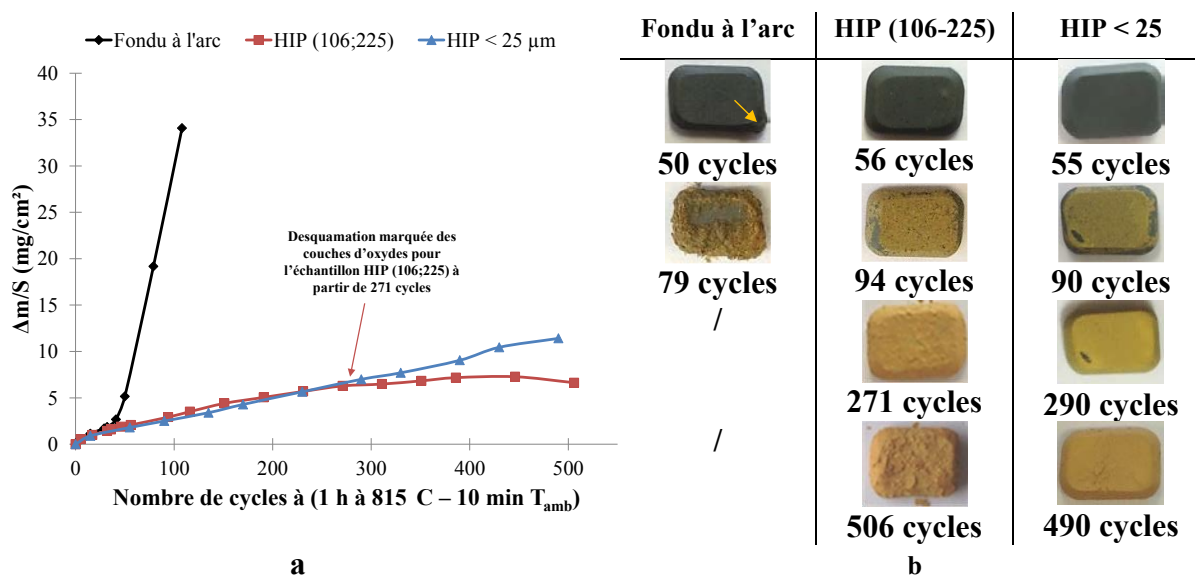 Fondu à l'arc HIP (106;225) HIP < 25 µm
40
35
30
25
20
15
10
5
0
Δm/S (mg/cm²)
Desquamation marquée des
couches d'oxydes pour
l'échantillon HIP (106;225) à
partir de 271 cycles
0 100 200 300 400 500
Nombre de cycles à (1 h à 815 C – 10 min Tamb)
a
Fondu à l'arc HIP (106-225) HIP < 25
50 cycles 56 cycles 55 cycles
79 cycles 94 cycles 90 cycles
/ 271 cycles 290 cycles
/ 506 cycles 490 cycles
b